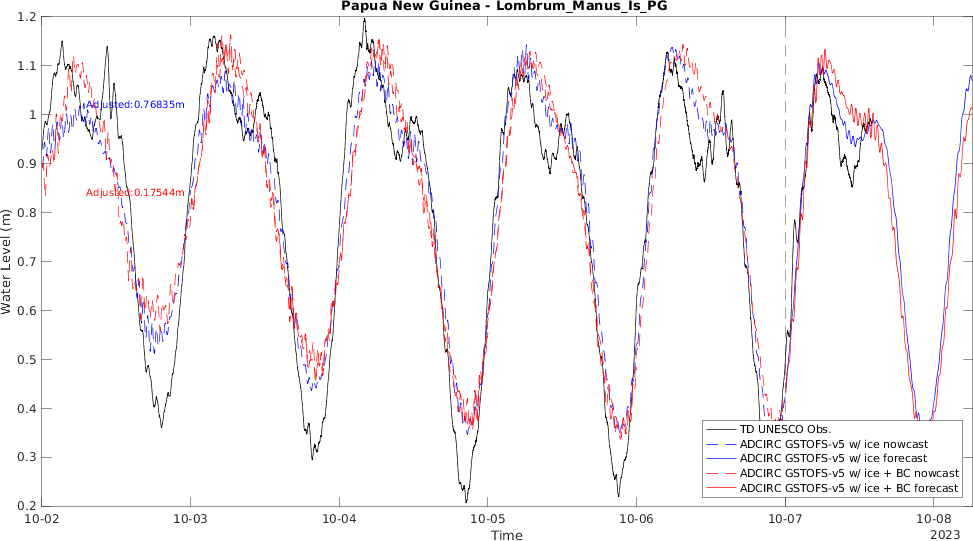 Papua New Guinea - Lombrum_Manus_Is_PG
1.2
1.1
1
0.9
0.8
0.7
0.6
0.5
0.4
0.3
0.2
Water Level (m)
Adjusted:0.76835m
Adjusted:0.17544m
TD UNESCO Obs.
ADCIRC GSTOFS-v5 w/ ice nowcast
ADCIRC GSTOFS-v5 w/ ice forecast
ADCIRC GSTOFS-v5 w/ ice + BC nowcast
ADCIRC GSTOFS-v5 w/ ice + BC forecast
10-02 10-03 10-04 10-05 10-06 10-07 10-08
Time
2023